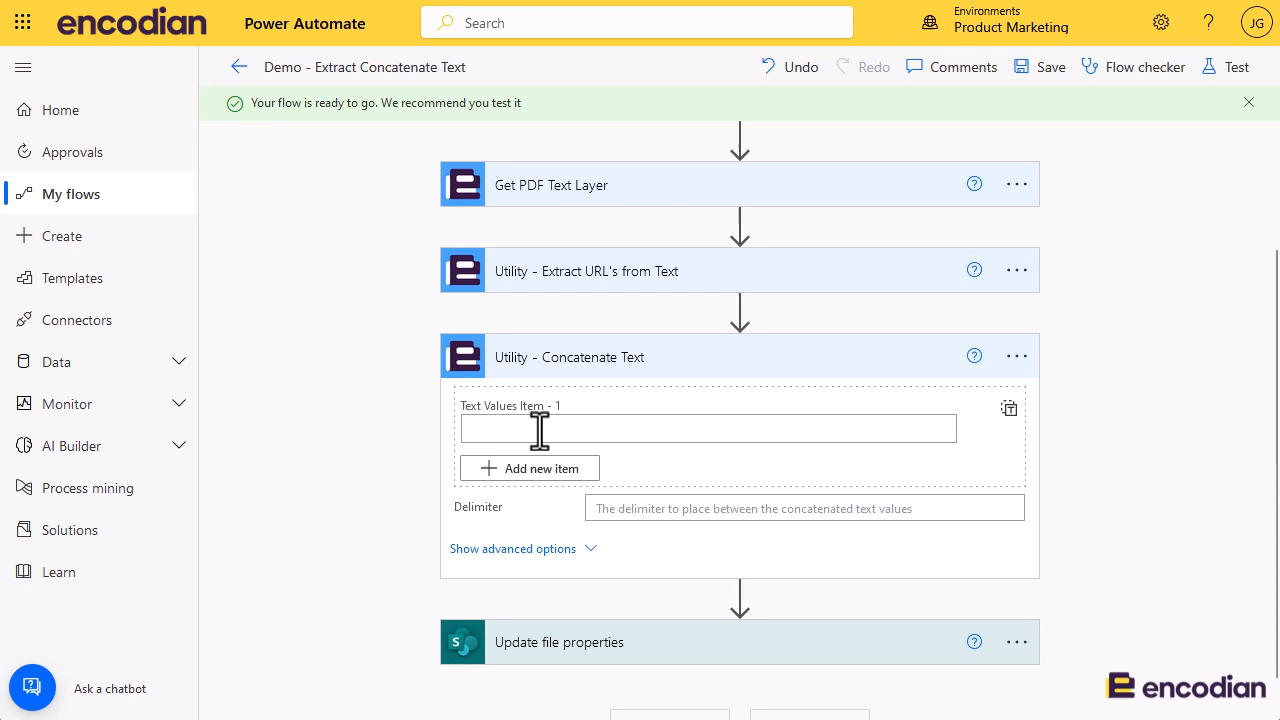 encodian
Power Automate
Search
Environments
Product Marketing
?
JG
Demo - Extract Concatenate Text
Undo
Redo
Comments
Save
Flow checker
Test
Your flow is ready to go. We recommend you test it
Home
Approvals
My flows
Create
Templates
Connectors
Data
Monitor
AI Builder
Process mining
Solutions
Learn
Ask a chatbot
Get PDF Text Layer
Utility - Extract URL's from Text
Utility - Concatenate Text
Text Values Item - 1
Add new item
Delimiter
The delimiter to place between the concatenated text values
Show advanced options
S
Update file properties
encodian